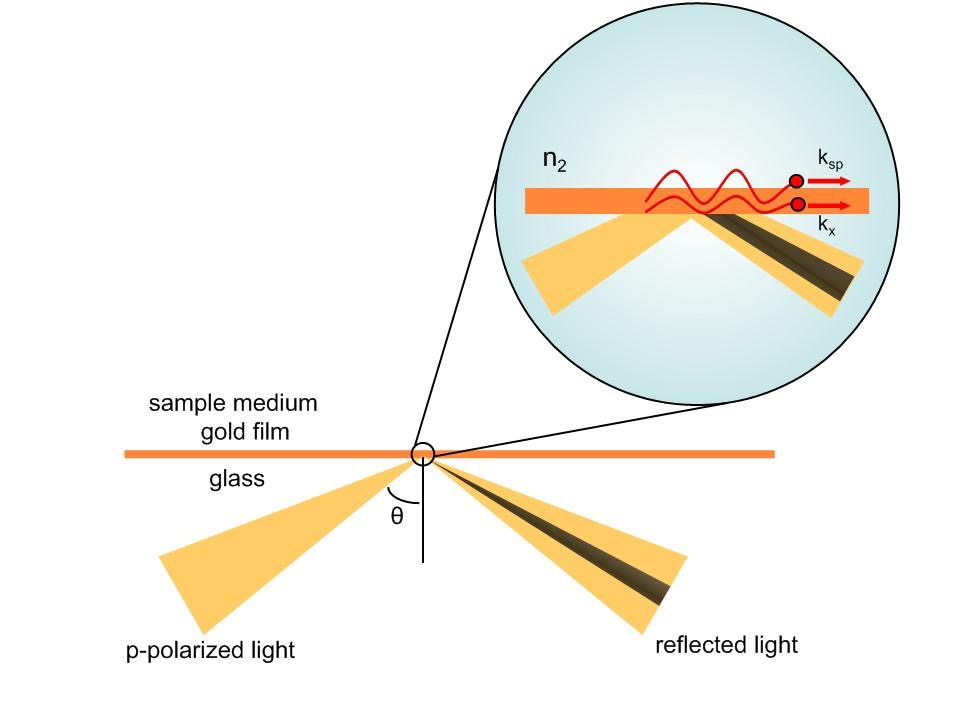 n₂
kₛₚ
kₓ
sample medium
gold film
glass
θ
p-polarized light
reflected light